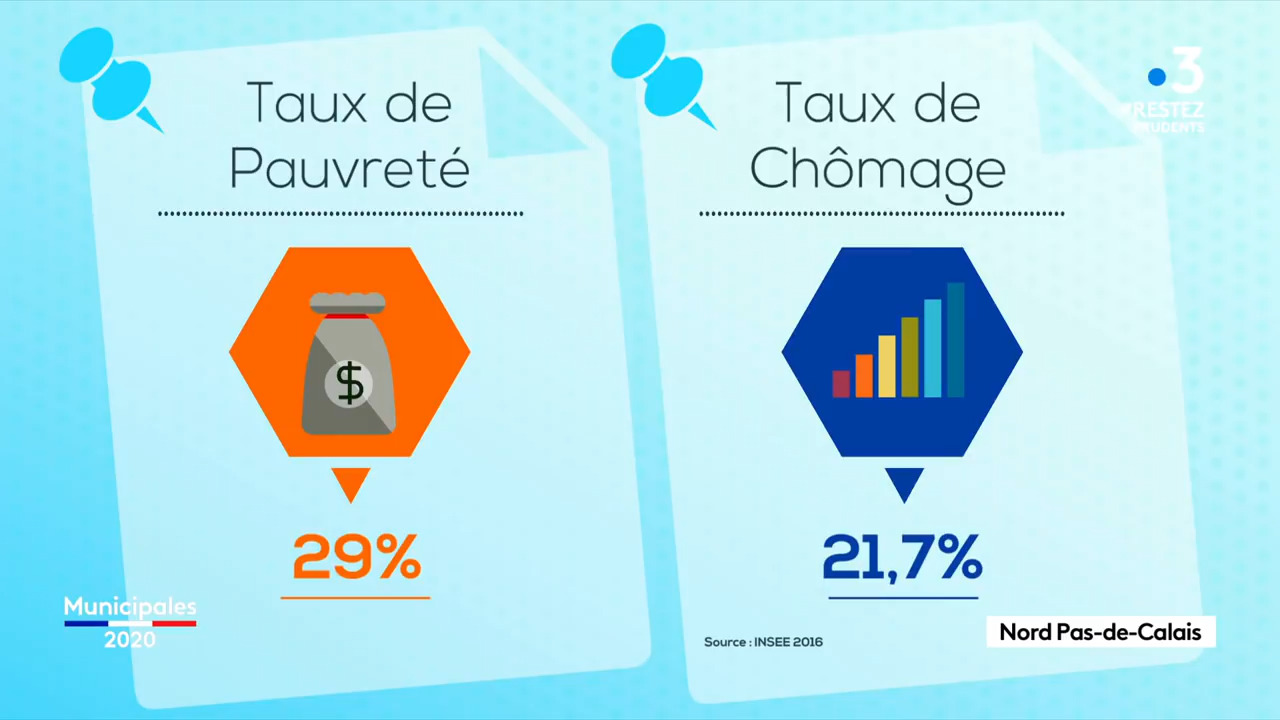 Taux de
Pauvreté
$
29%
Taux de
Chômage
21,7%
3
RESTEZ
PRUDENTS
Municipales
2020
Source : INSEE 2016
Nord Pas-de-Calais